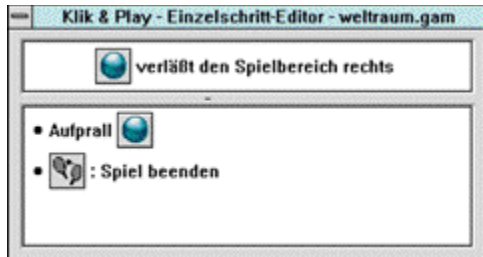 Klik & Play - Einzelschritt-Editor - weltraum.gam
verläßt den Spielbereich rechts
• Aufprall
• : Spiel beenden